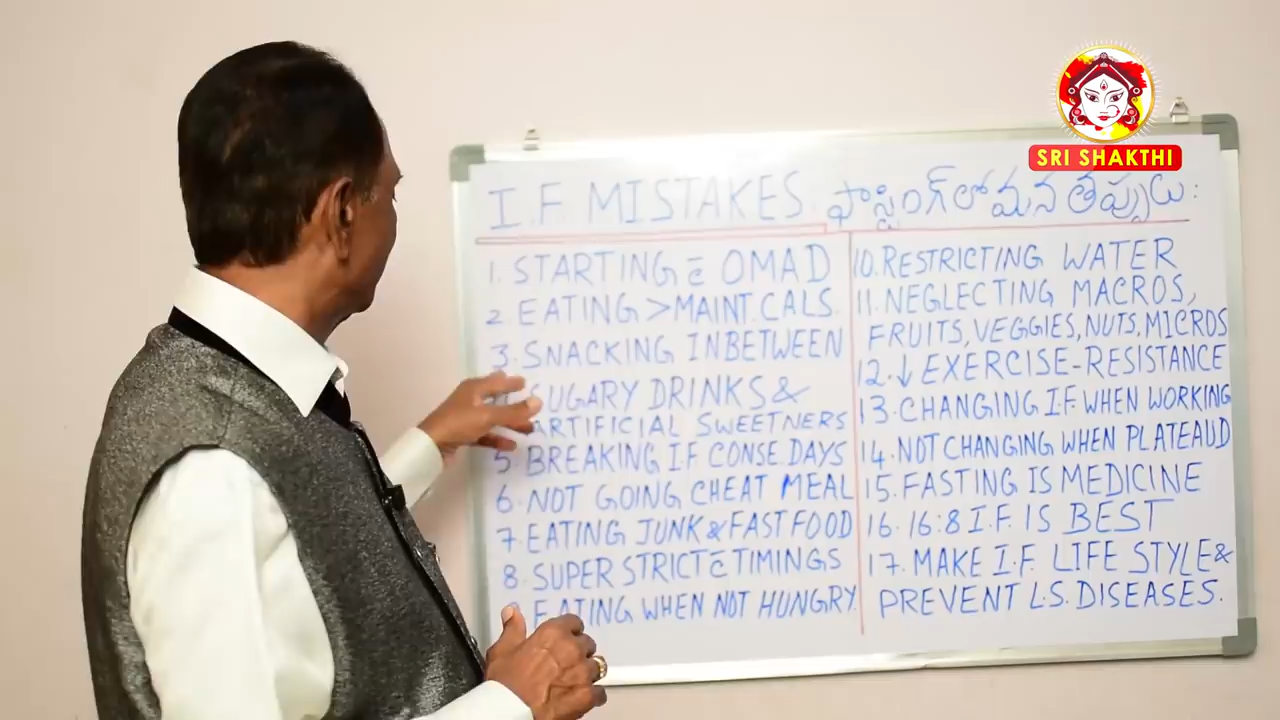 SRI SHAKTHI
I.F. MISTAKES. ఫాస్టింగ్‌లో మన తప్పులు:
1. STARTING c̄ OMAD
2. EATING > MAINT. CALS
3. SNACKING INBETWEEN
SUGARY DRINKS &
ARTIFICIAL SWEETNERS
5. BREAKING I.F. CONSE. DAYS
6. NOT GOING CHEAT MEAL
7. EATING JUNK & FAST FOOD
8. SUPER STRICT c̄ TIMINGS
EATING WHEN NOT HUNGRY.
10. RESTRICTING WATER
11. NEGLECTING MACROS,
FRUITS, VEGGIES, NUTS, MICROS
12. ↓ EXERCISE-RESISTANCE
13. CHANGING I.F. WHEN WORKING
14. NOT CHANGING WHEN PLATEAUD
15. FASTING IS MEDICINE
16. 16:8 I.F. IS BEST
17. MAKE I.F. LIFE STYLE &
PREVENT L.S. DISEASES.